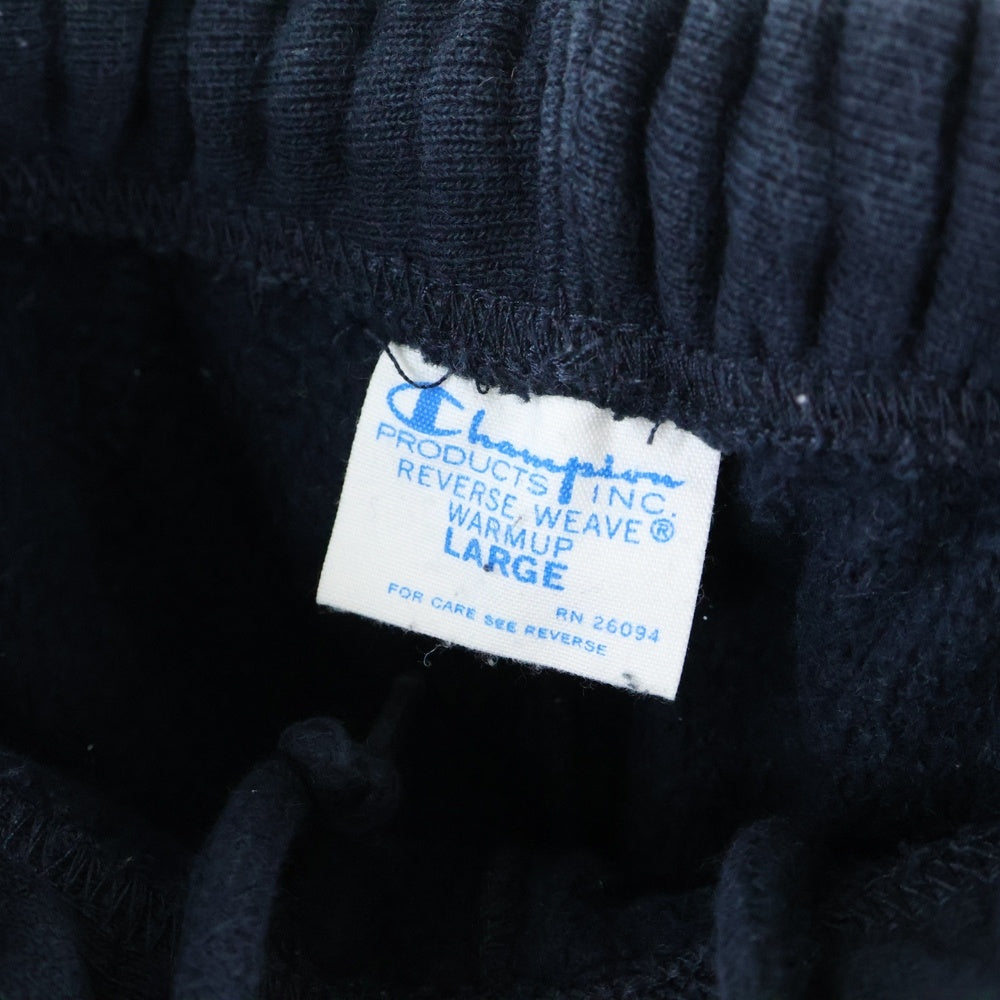 Champion
PRODUCTS INC.
REVERSE WEAVE®
WARMUP
LARGE
RN 26094
FOR CARE SEE REVERSE